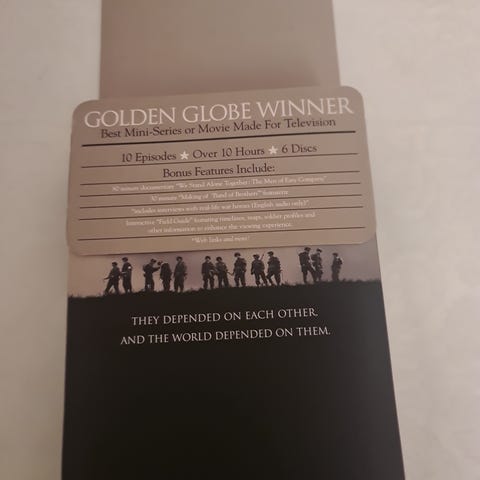 GOLDEN GLOBE WINNER
Best Mini-Series or Movie Made For Television
10 Episodes ★ Over 10 Hours ★ 6 Discs
Bonus Features Include:
80 minute documentary "We Stand Alone Together: The Men of Easy Company"
30 minute "Making of 'Band of Brothers'" featurette
*includes interviews with real-life war heroes (English audio only)*
Interactive "Field Guide" featuring timelines, maps, soldier profiles and
other information to enhance the viewing experience.
*Web links and more!
THEY DEPENDED ON EACH OTHER.
AND THE WORLD DEPENDED ON THEM.